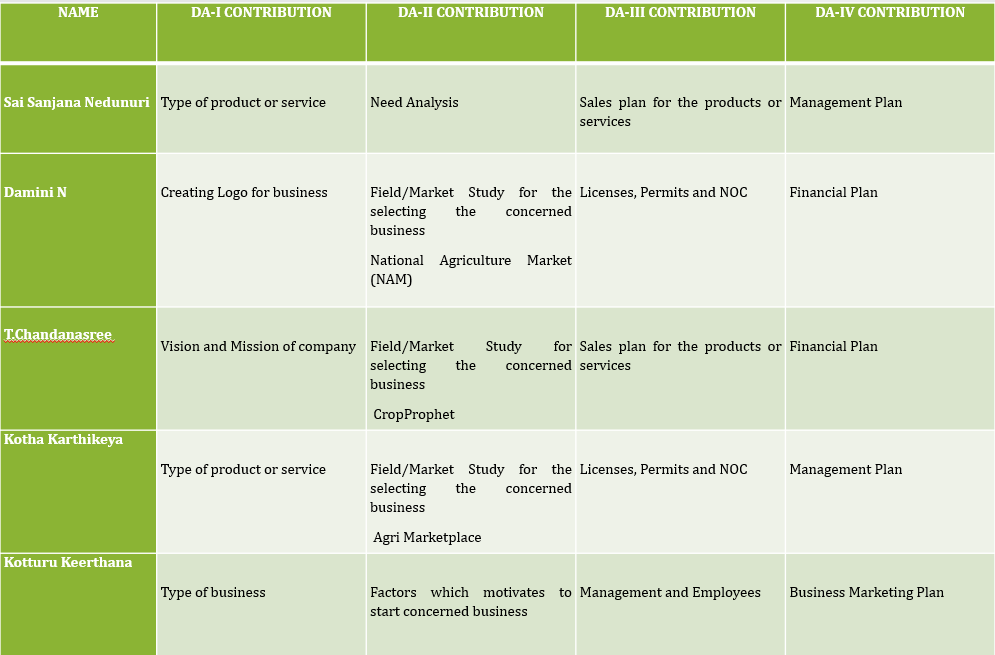 NAME DA-I CONTRIBUTION DA-II CONTRIBUTION DA-III CONTRIBUTION DA-IV CONTRIBUTION
Sai Sanjana Nedunuri Type of product or service Need Analysis Sales plan for the products or Management Plan
services
Damini N Creating Logo for business Field/Market Study for the Licenses, Permits and NOC Financial Plan
selecting the concerned
business
National Agriculture Market
(NAM)
T.Chandanasree
Vision and Mission of company Field/Market Study for Sales plan for the products or Financial Plan
selecting the concerned services
business
CropProphet
Kotha Karthikeya
Type of product or service Field/Market Study for the Licenses, Permits and NOC Management Plan
selecting the concerned
business
Agri Marketplace
Kotturu Keerthana
Type of business Factors which motivates to Management and Employees Business Marketing Plan
start concerned business